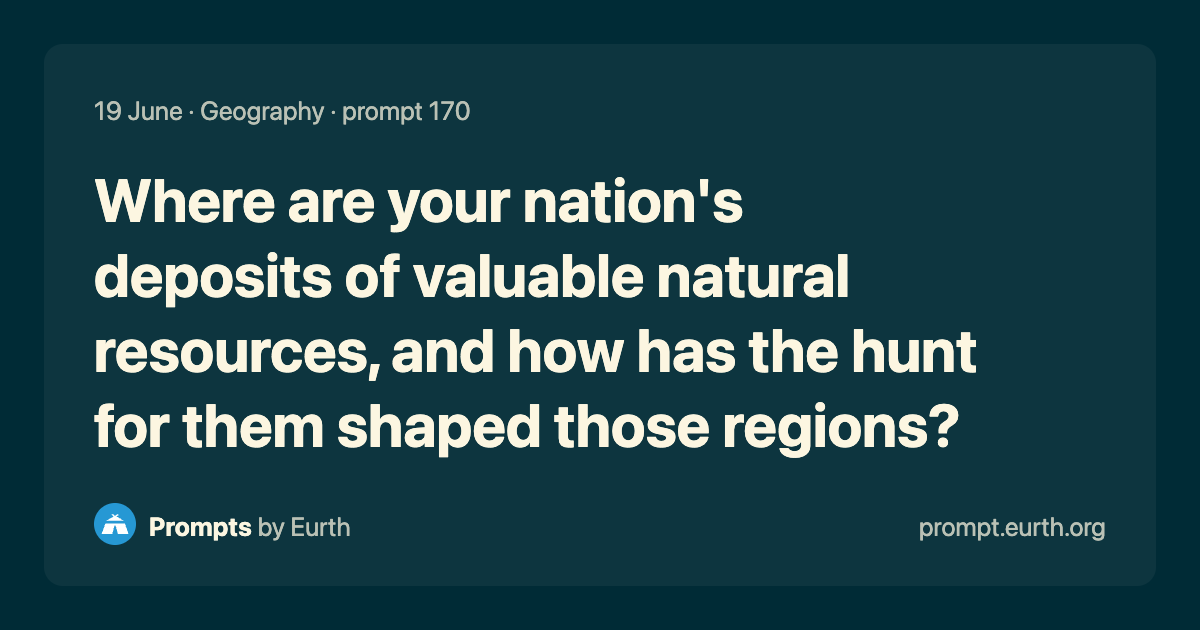 19 June · Geography · prompt 170
Where are your nation's
deposits of valuable natural
resources, and how has the hunt
for them shaped those regions?
Prompts by Eurth
prompt.eurth.org